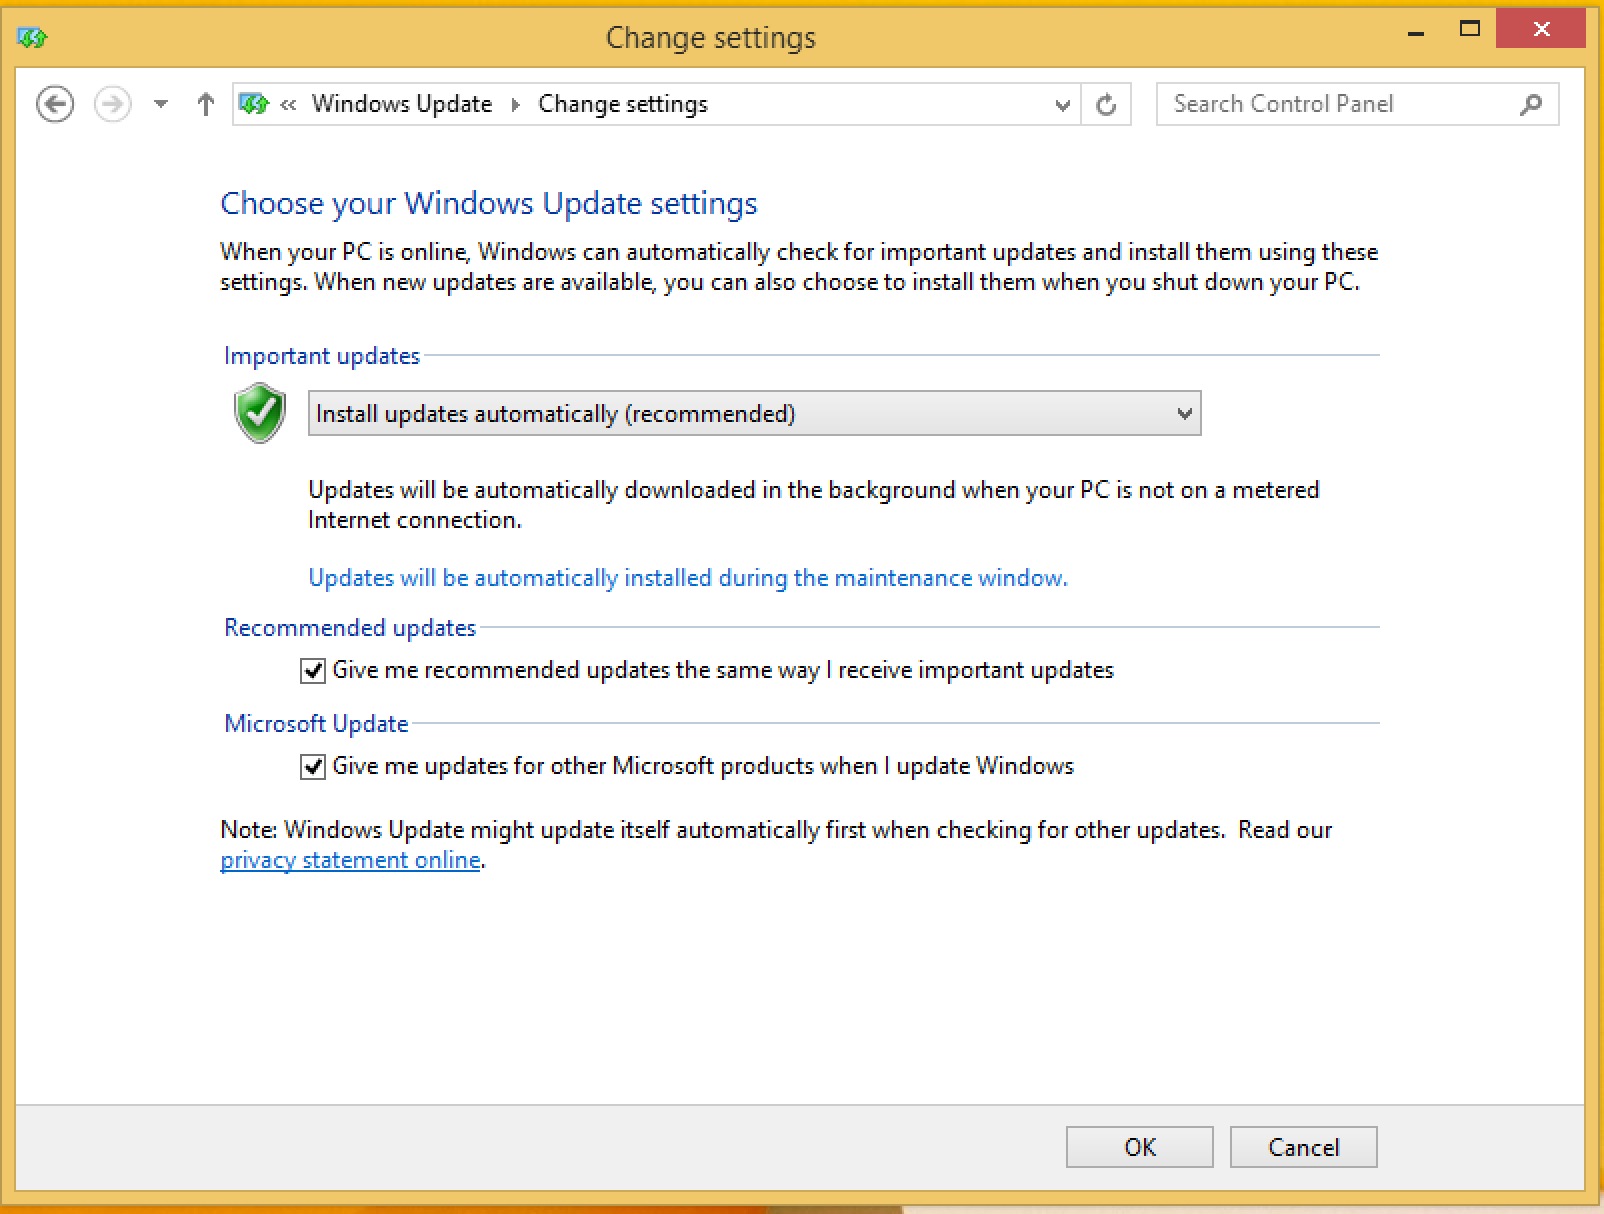 Change settings
« Windows Update Change settings
Search Control Panel
Choose your Windows Update settings
When your PC is online, Windows can automatically check for important updates and install them using these
settings. When new updates are available, you can also choose to install them when you shut down your PC.
Important updates
Install updates automatically (recommended)
Updates will be automatically downloaded in the background when your PC is not on a metered
Internet connection.
Updates will be automatically installed during the maintenance window.
Recommended updates
Give me recommended updates the same way I receive important updates
Microsoft Update
Give me updates for other Microsoft products when I update Windows
Note: Windows Update might update itself automatically first when checking for other updates.  Read our
privacy statement online.
OK
Cancel